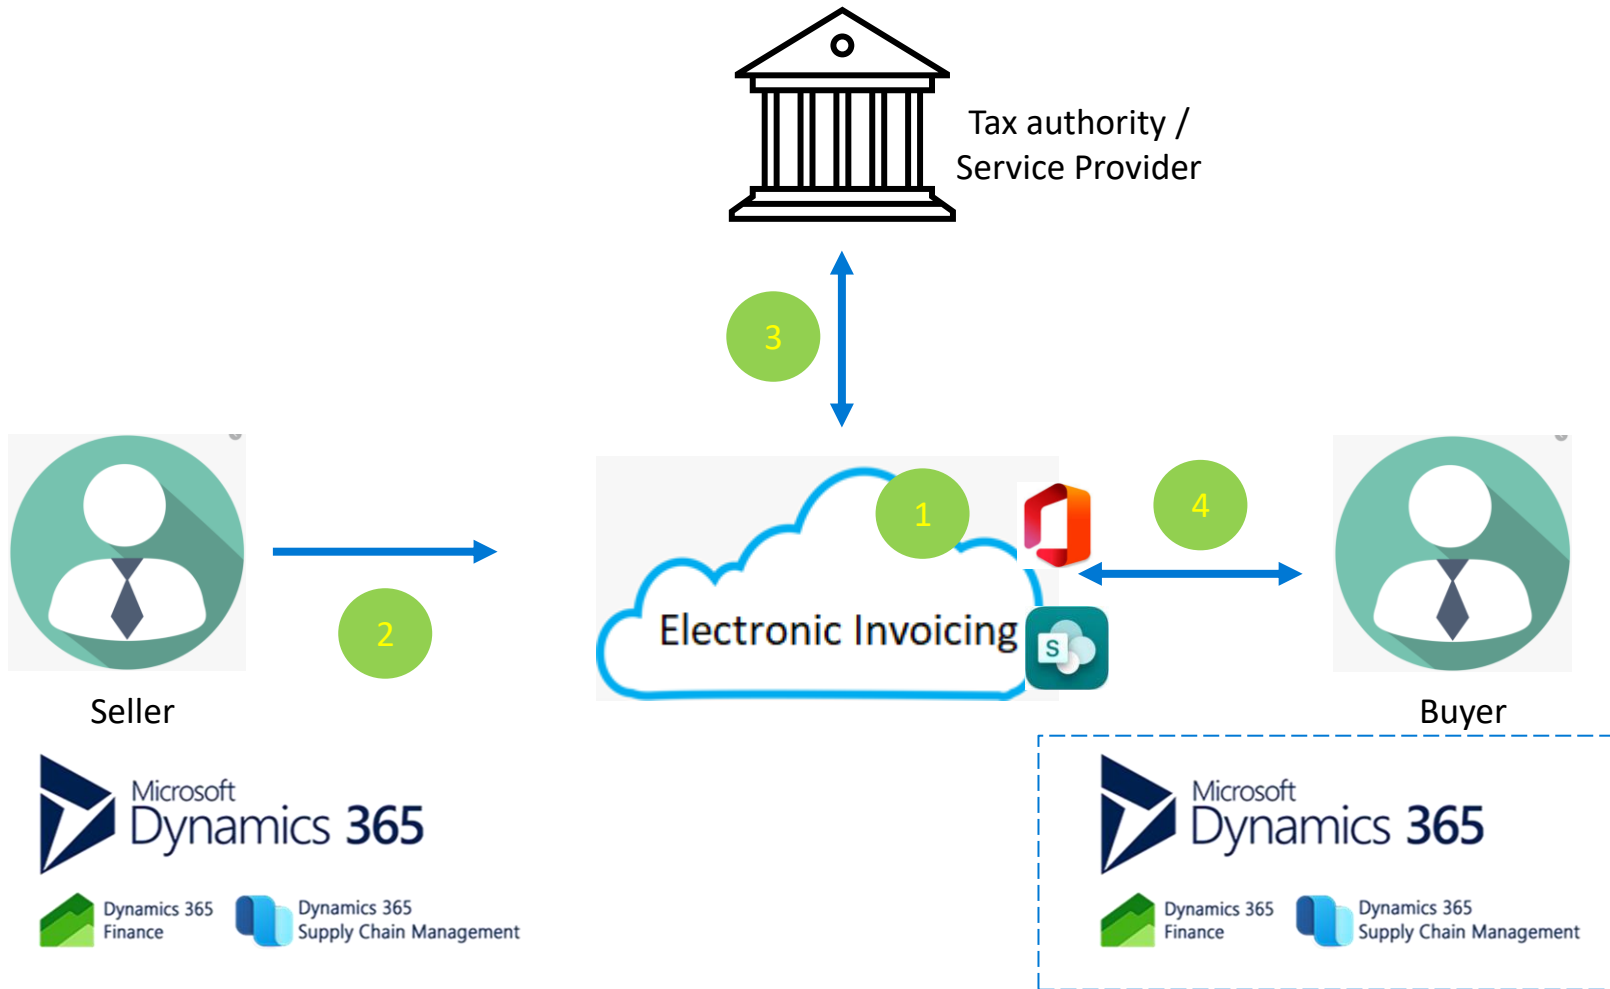 Tax authority /
Service Provider
3
1
4
2
Electronic Invoicing
S
Seller
Buyer
Microsoft
Dynamics 365
Dynamics 365
Finance
Dynamics 365
Supply Chain Management
Microsoft
Dynamics 365
Dynamics 365
Finance
Dynamics 365
Supply Chain Management